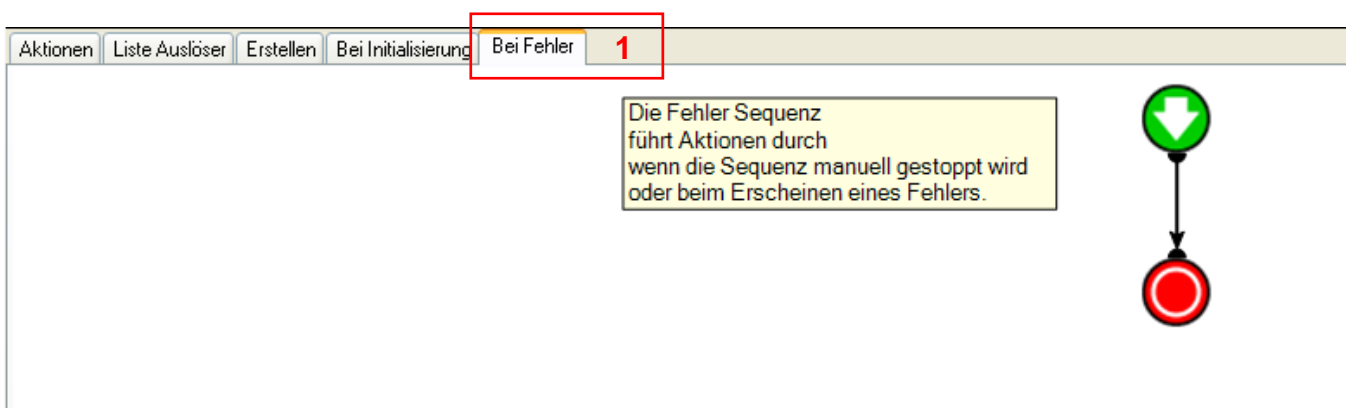 Aktionen Liste Auslöser Erstellen Bei Initialisierung Bei Fehler 1
Die Fehler Sequenz
führt Aktionen durch
wenn die Sequenz manuell gestoppt wird
oder beim Erscheinen eines Fehlers.